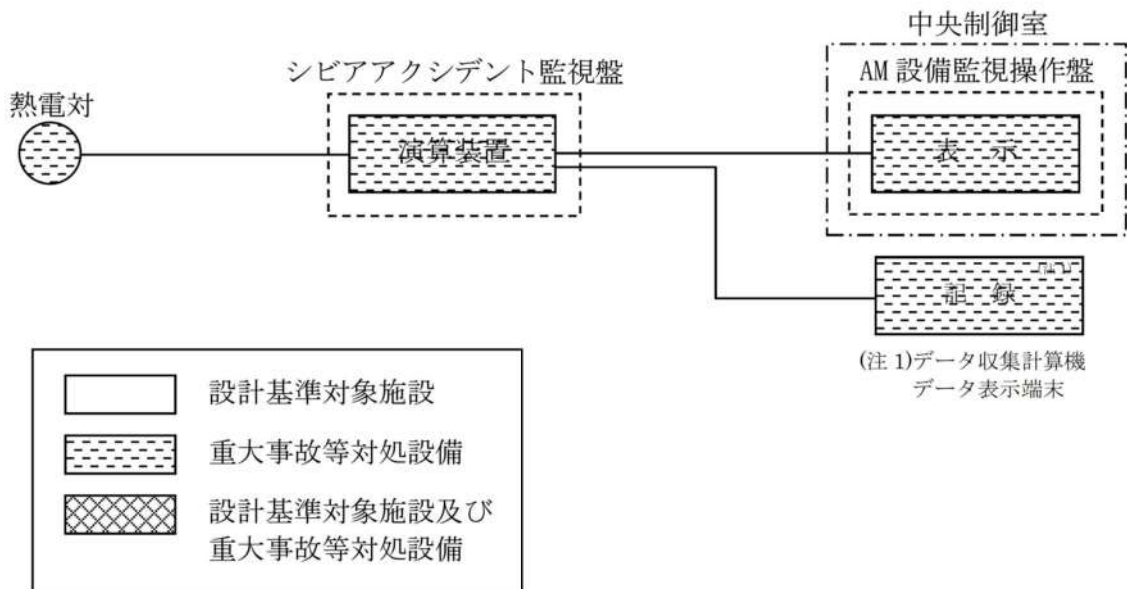 中央制御室
シビアアクシデント監視盤
AM 設備監視操作盤
熱電対
演算装置
表 示
記 録
(注 1)データ収集計算機
データ表示端末
設計基準対象施設
重大事故等対処設備
設計基準対象施設及び
重大事故等対処設備